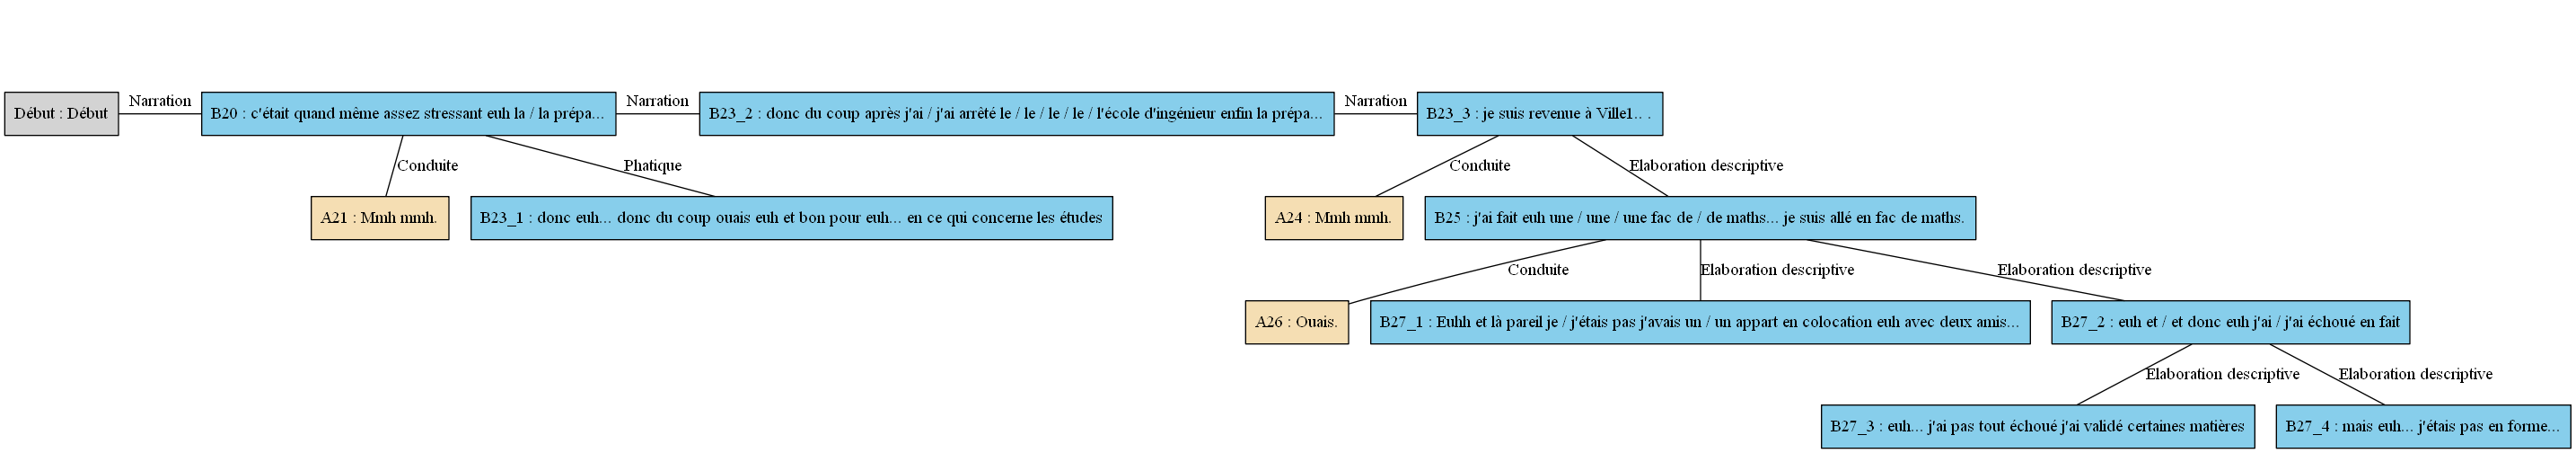 Début : Début
Narration
B20 : c'était quand même assez stressant euh la / la prépa...
Narration
B23_2 : donc du coup après j'ai / j'ai arrêté le / le / le / le / l'école d'ingénieur enfin la prépa...
Narration
B23_3 : je suis revenue à Ville1.. .
Conduite
Phatique
Conduite
Elaboration descriptive
A21 : Mmh mmh.
B23_1 : donc euh... donc du coup ouais euh et bon pour euh... en ce qui concerne les études
A24 : Mmh mmh.
B25 : j'ai fait euh une / une / une fac de / de maths... je suis allé en fac de maths.
Conduite
Elaboration descriptive
Elaboration descriptive
A26 : Ouais.
B27_1 : Euhh et là pareil je / j'étais pas j'avais un / un appart en colocation euh avec deux amis...
B27_2 : euh et / et donc euh j'ai / j'ai échoué en fait
Elaboration descriptive
Elaboration descriptive
B27_3 : euh... j'ai pas tout échoué j'ai validé certaines matières
B27_4 : mais euh... j'étais pas en forme...